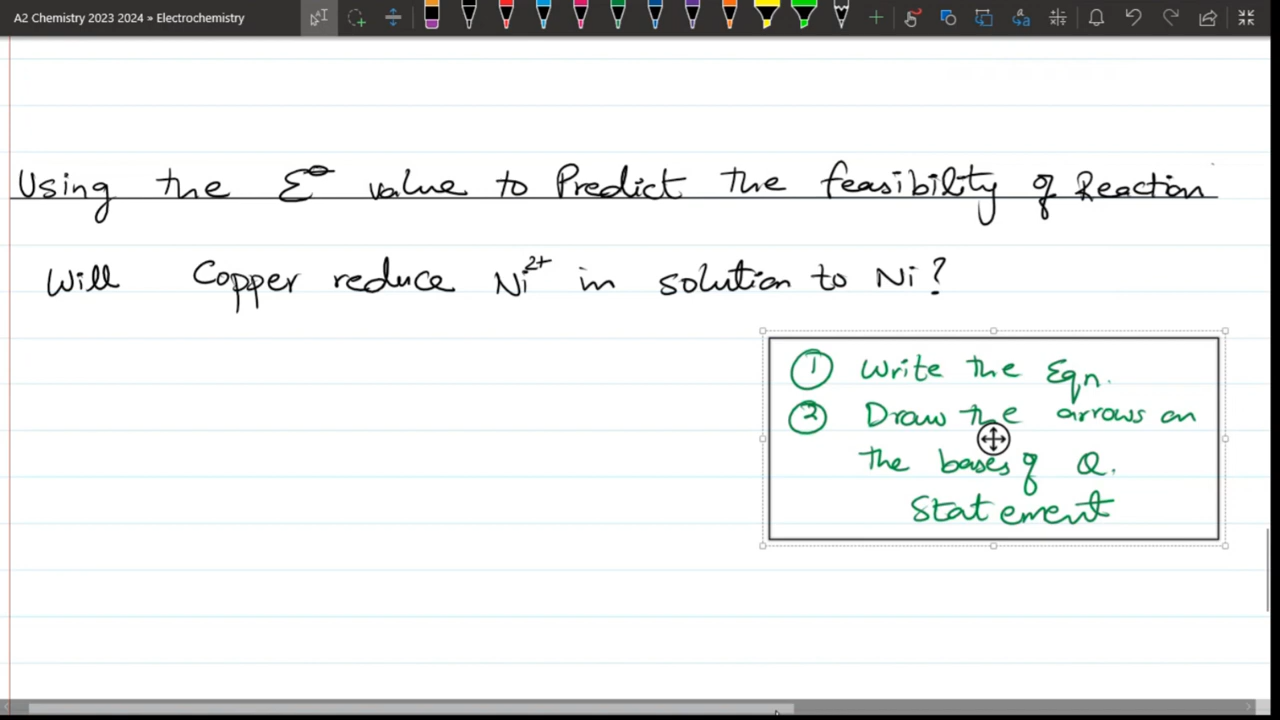 A2 Chemistry 2023 2024 » Electrochemistry
Using the E⦵ value to Predict the feasibility of Reaction
Will Copper reduce Ni²⁺ in solution to Ni?
① Write the Eqn.
② Draw the arrows on
the bases of Q.
Statement